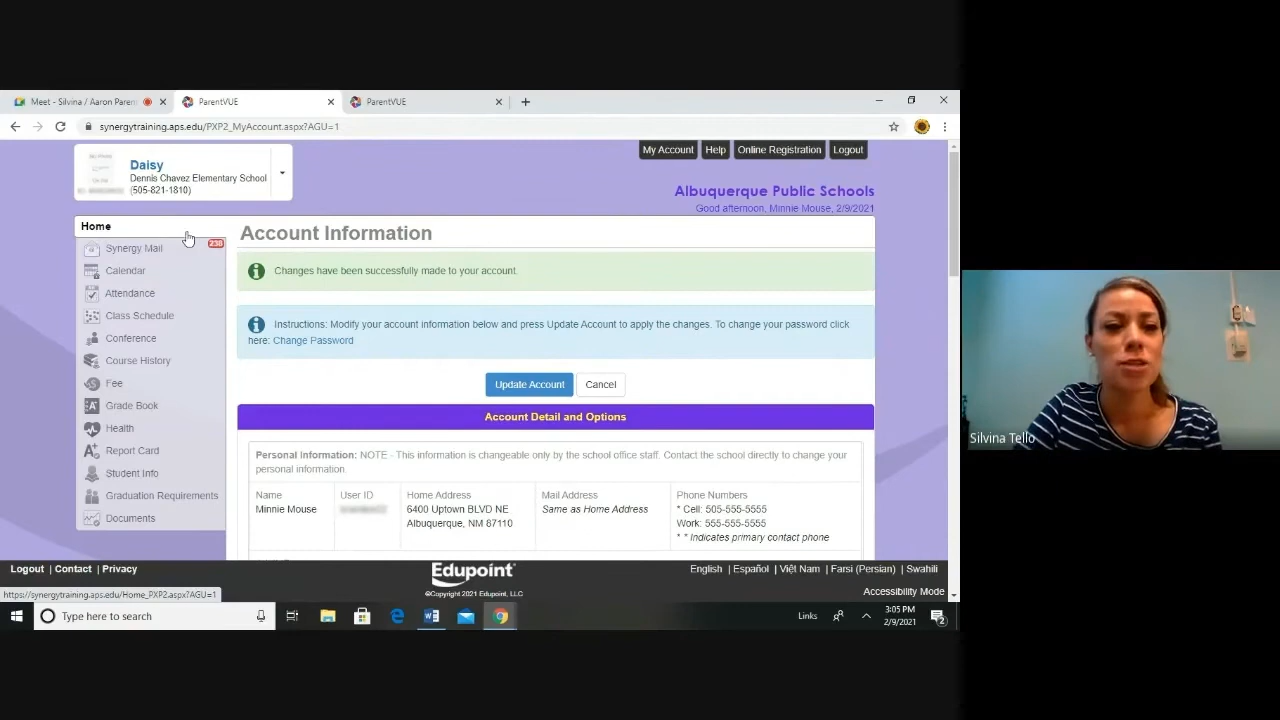 Meet - Silvina / Aaron Paren
ParentVUE
ParentVUE
synergytraining.aps.edu/PXP2_MyAccount.aspx?AGU=1
My Account
Help
Online Registration
Logout
Daisy
Dennis Chavez Elementary School
(505-821-1810)
Albuquerque Public Schools
Good afternoon, Minnie Mouse, 2/9/2021
Home
Synergy Mail
238
Calendar
Attendance
Class Schedule
Conference
Course History
Fee
Grade Book
Health
Report Card
Student Info
Graduation Requirements
Documents
Account Information
Changes have been successfully made to your account.
Instructions: Modify your account information below and press Update Account to apply the changes. To change your password click
here: Change Password
Update Account
Cancel
Account Detail and Options
Personal Information: NOTE - This information is changeable only by the school office staff. Contact the school directly to change your
personal information.
Name
Minnie Mouse
User ID
Home Address
6400 Uptown BLVD NE
Albuquerque, NM 87110
Mail Address
Same as Home Address
Phone Numbers
* Cell: 505-555-5555
Work: 555-555-5555
* * Indicates primary contact phone
Silvina Tello
Logout | Contact | Privacy
Edupoint
©Copyright 2021 Edupoint, LLC
English | Español | Việt Nam | Farsi (Persian) | Swahili
Accessibility Mode
https://synergytraining.aps.edu/Home_PXP2.aspx?AGU=1
Type here to search
Links
3:05 PM
2/9/2021
2